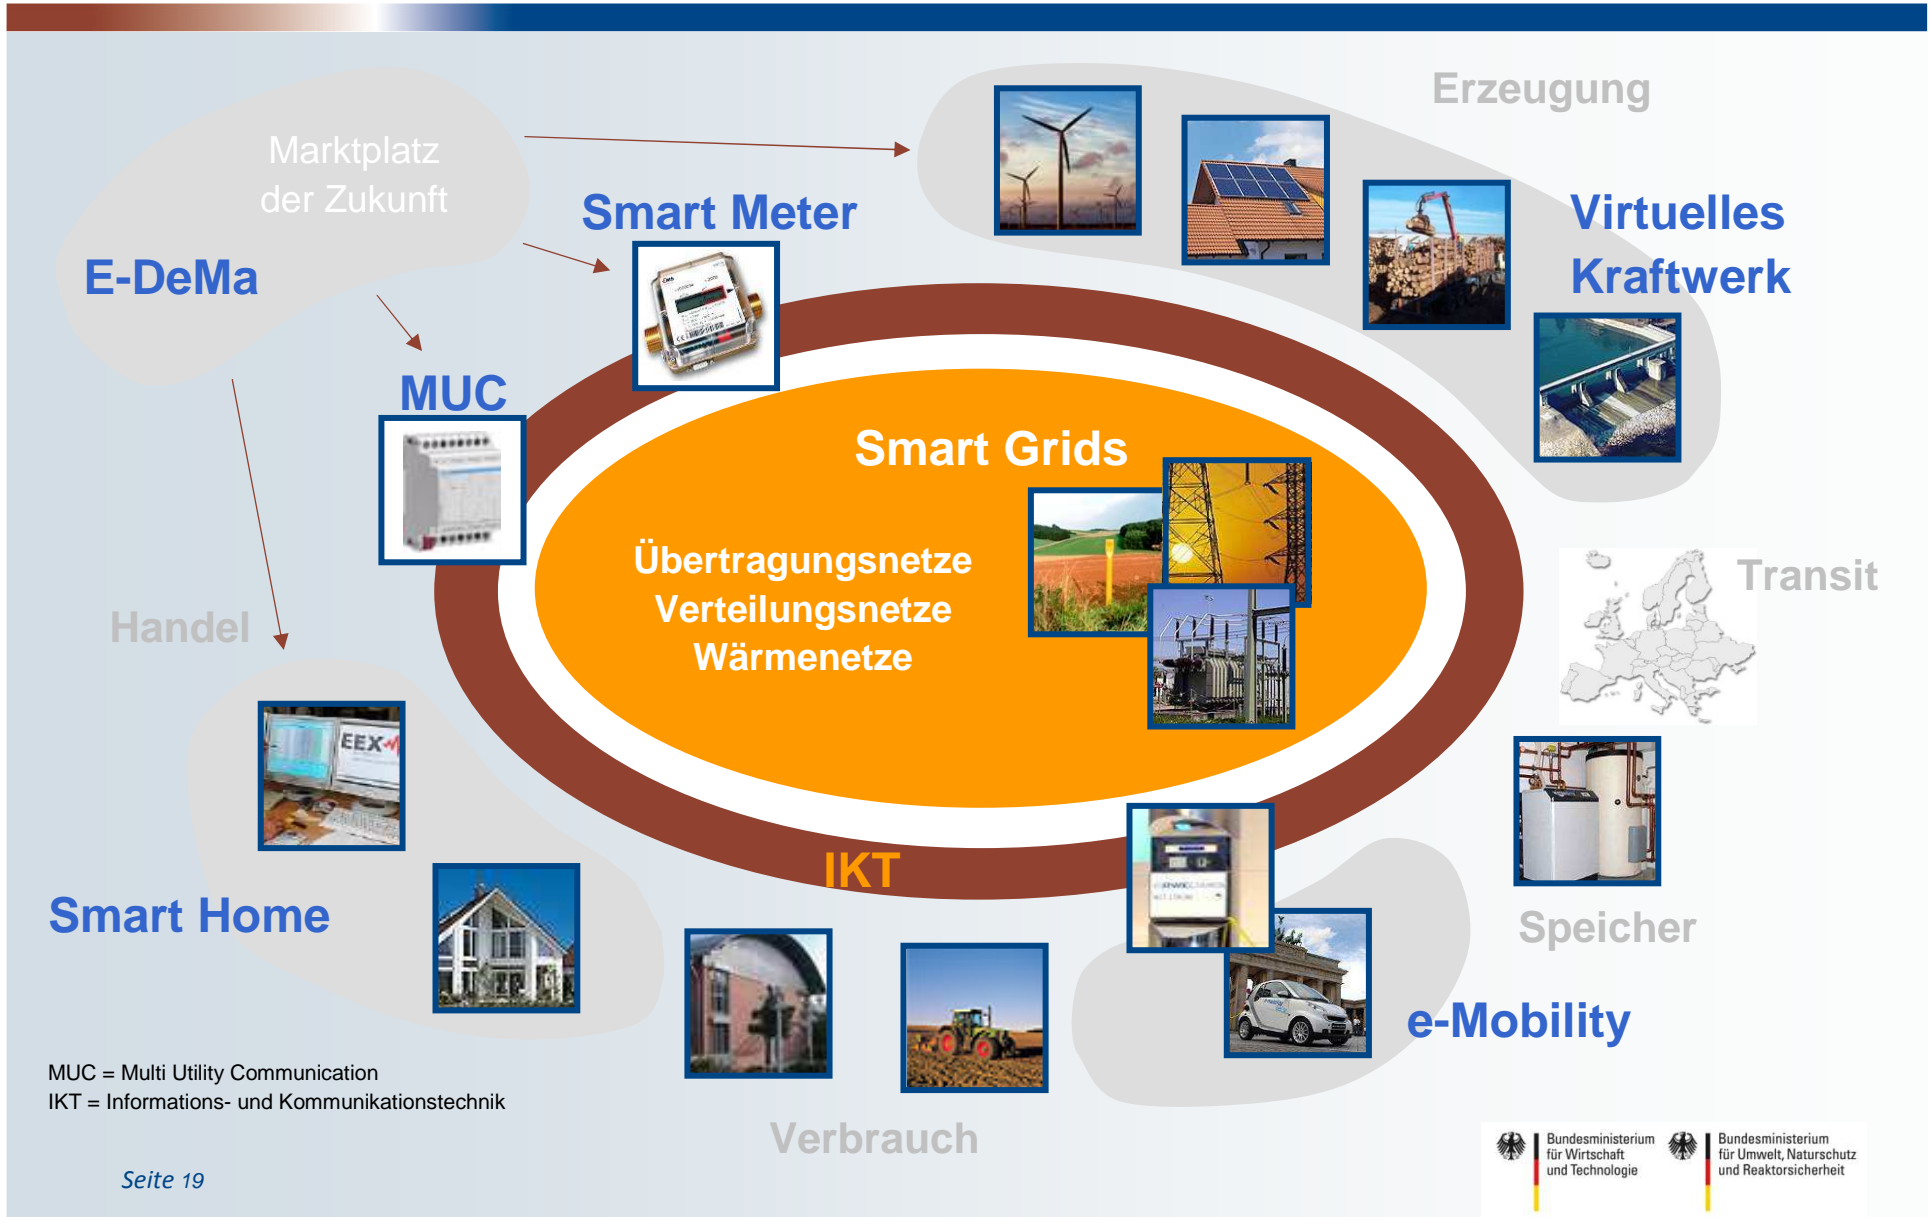 Erzeugung
Marktplatz
der Zukunft
E-DeMa
Smart Meter
Virtuelles
Kraftwerk
MUC
Smart Grids
Übertragungsnetze
Verteilungsnetze
Wärmenetze
Transit
Handel
EEX
IKT
Smart Home
Speicher
e-Mobility
MUC = Multi Utility Communication
IKT = Informations- und Kommunikationstechnik
Verbrauch
Seite 19
Bundesministerium
für Wirtschaft
und Technologie
Bundesministerium
für Umwelt, Naturschutz
und Reaktorsicherheit